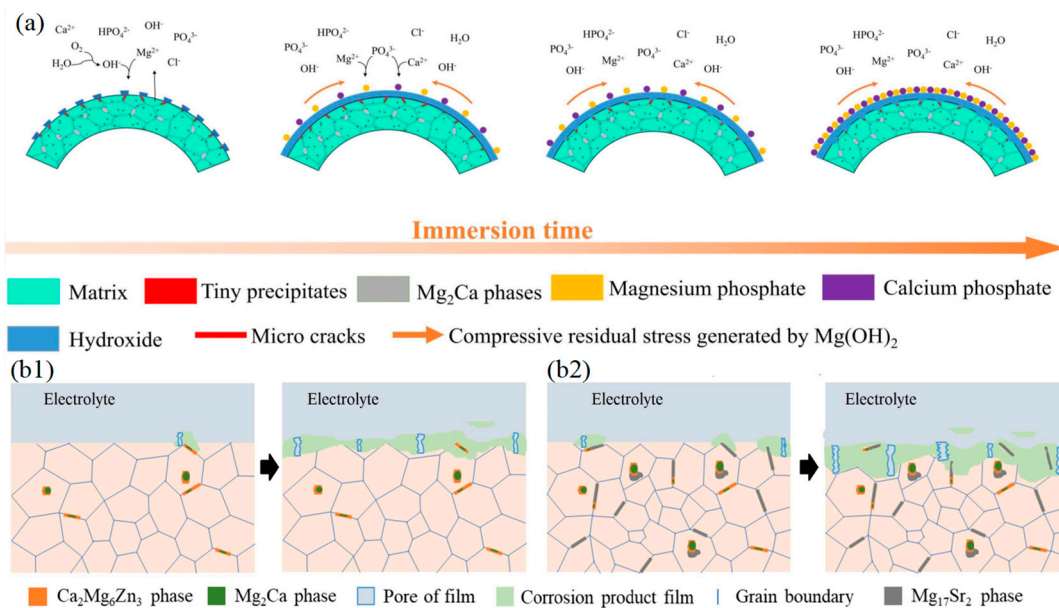 (a)
Ca²⁺ HPO₄²⁻ OH⁻ PO₄³⁻
O₂ Mg²⁺
H₂O OH⁻ Cl⁻
HPO₄²⁻ Cl⁻
PO₄³⁻ H₂O
Mg²⁺ PO₄³⁻
OH⁻ Ca²⁺ OH⁻
HPO₄²⁻ Cl⁻
PO₄³⁻ H₂O
Mg²⁺ PO₄³⁻
OH⁻ Ca²⁺ OH⁻
HPO₄²⁻ Cl⁻
PO₄³⁻ H₂O
Mg²⁺ PO₄³⁻
OH⁻ Ca²⁺ OH⁻
Immersion time
Matrix Tiny precipitates Mg₂Ca phases Magnesium phosphate Calcium phosphate
Hydroxide Micro cracks Compressive residual stress generated by Mg(OH)₂
(b1) (b2)
Electrolyte Electrolyte Electrolyte Electrolyte
Ca₂Mg₆Zn₃ phase Mg₂Ca phase Pore of film Corrosion product film Grain boundary Mg₁₇Sr₂ phase